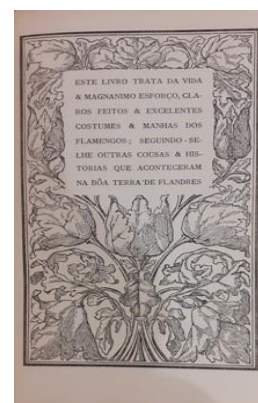 ESTE LIVRO TRATA DA VIDA
& MAGNANIMO ESFORÇO, CLA-
ROS FEITOS & EXCELENTES
COSTUMES & MANHAS DOS
FLAMENGOS; SEGUINDO-SE-
LHE OUTRAS COUSAS & HIS-
TORIAS QUE ACONTECERAM
NA BÔA TERRA DE FLANDRES